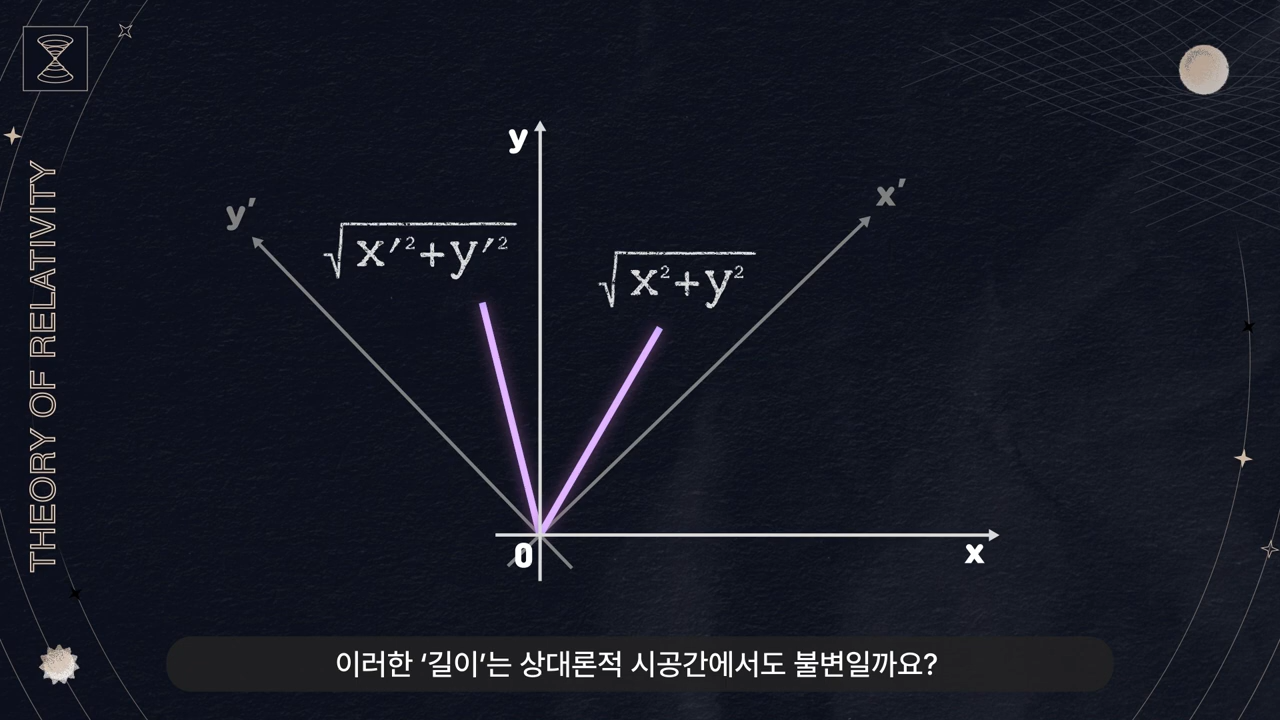 THEORY OF RELATIVITY
y
y′
x′
√x′²+y′²
√x²+y²
0
x
이러한 ‘길이’는 상대론적 시공간에서도 불변일까요?